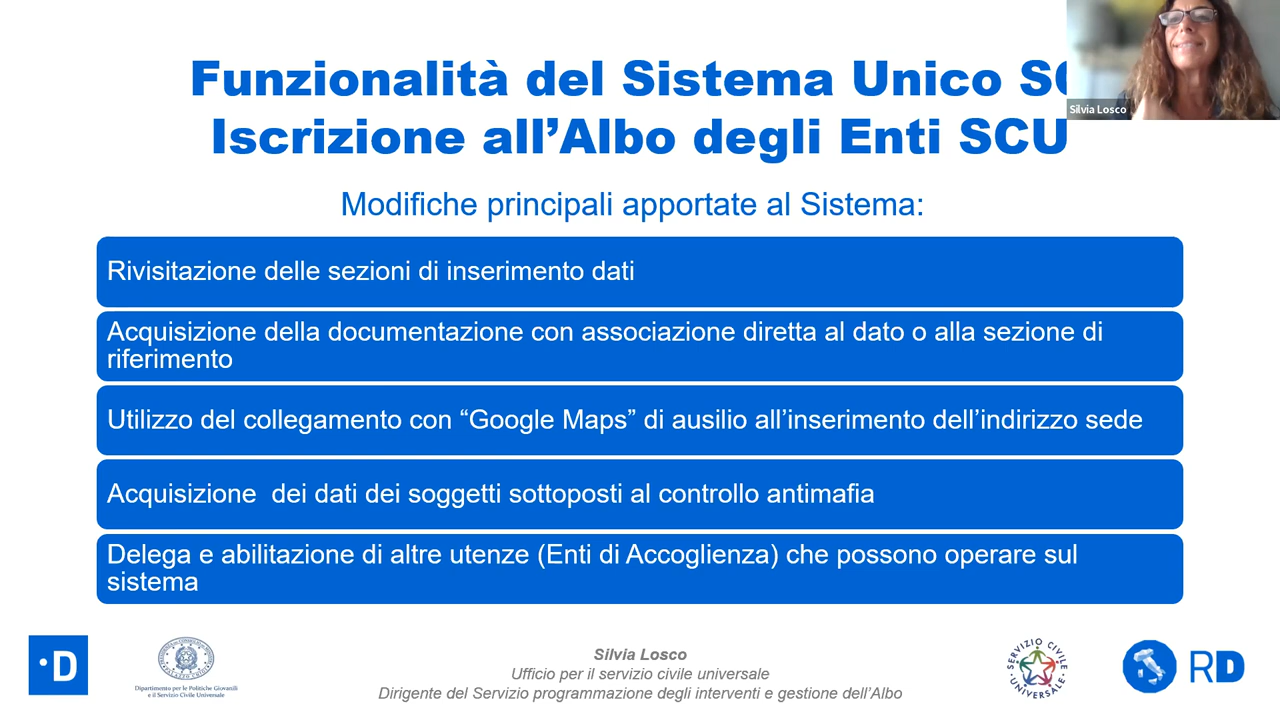 Funzionalità del Sistema Unico
Iscrizione all’Albo degli Enti SCU
Silvia Losco
Modifiche principali apportate al Sistema:
Rivisitazione delle sezioni di inserimento dati
Acquisizione della documentazione con associazione diretta al dato o alla sezione di
riferimento
Utilizzo del collegamento con “Google Maps” di ausilio all’inserimento dell’indirizzo sede
Acquisizione dei dati dei soggetti sottoposti al controllo antimafia
Delega e abilitazione di altre utenze (Enti di Accoglienza) che possono operare sul
sistema
D
Dipartimento per le Politiche Giovanili
e il Servizio Civile Universale
Silvia Losco
Ufficio per il servizio civile universale
Dirigente del Servizio programmazione degli interventi e gestione dell’Albo
SERVIZIO CIVILE
UNIVERSALE
RD